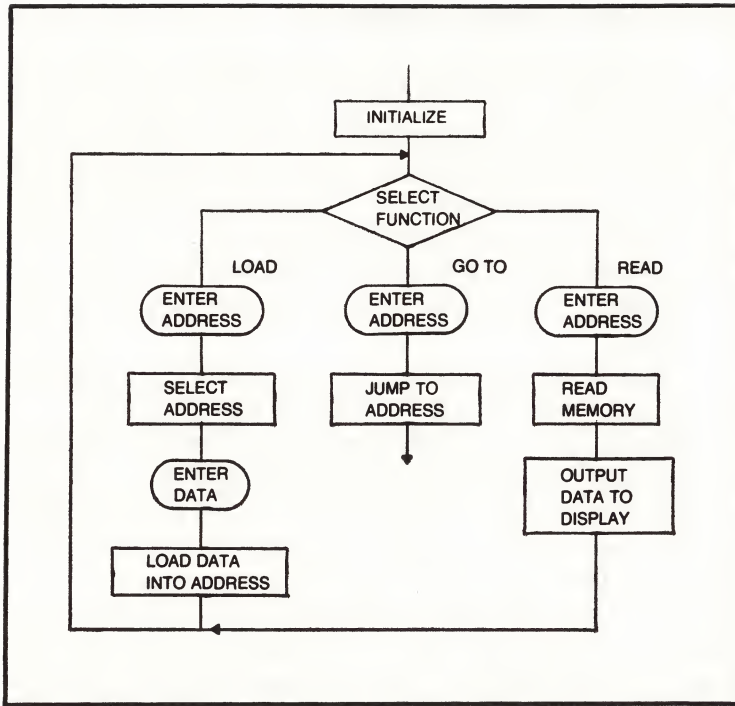 INITIALIZE
SELECT
FUNCTION
LOAD
GO TO
READ
ENTER
ADDRESS
ENTER
ADDRESS
ENTER
ADDRESS
SELECT
ADDRESS
JUMP TO
ADDRESS
READ
MEMORY
ENTER
DATA
OUTPUT
DATA TO
DISPLAY
LOAD DATA
INTO ADDRESS